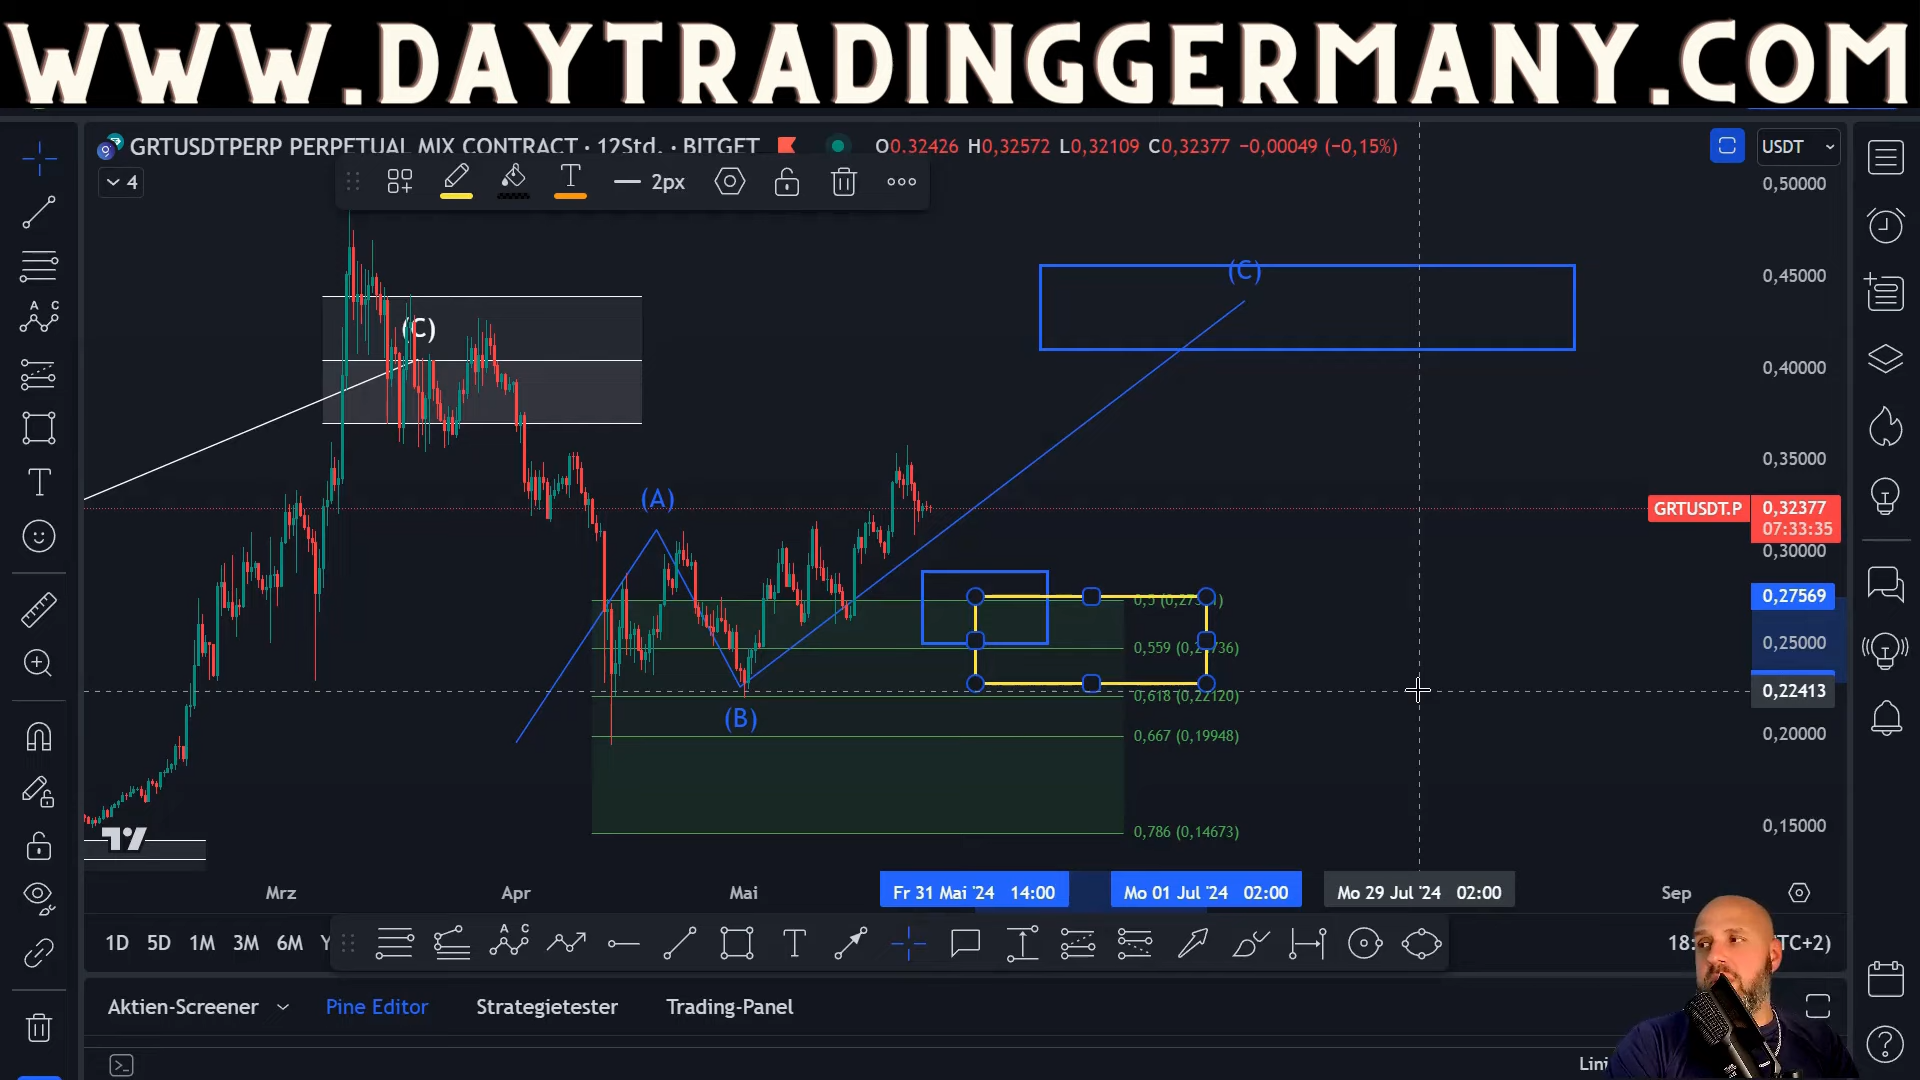 WWW.DAYTRADINGGERMANY.COM
GRTUSDTPERP PERPETUAL MIX CONTRACT · 12Std. · BITGET
O0.32426 H0,32572 L0,32109 C0,32377 −0,00049 (−0,15%)
USDT
4
2px
0,50000
0,45000
0,40000
0,35000
GRTUSDT.P
0,32377
07:33:35
0,30000
0,27569
0,25000
0,22413
0,20000
0,15000
(C)
(C)
(A)
(B)
0,618 (0,22120)
0,667 (0,19948)
0,786 (0,14673)
Mrz
Apr
Mai
Fr 31 Mai '24 14:00
Mo 01 Jul '24 02:00
Mo 29 Jul '24 02:00
Sep
1D 5D 1M 3M 6M Y
18:
TC+2)
Aktien-Screener
Pine Editor
Strategietester
Trading-Panel
Lini